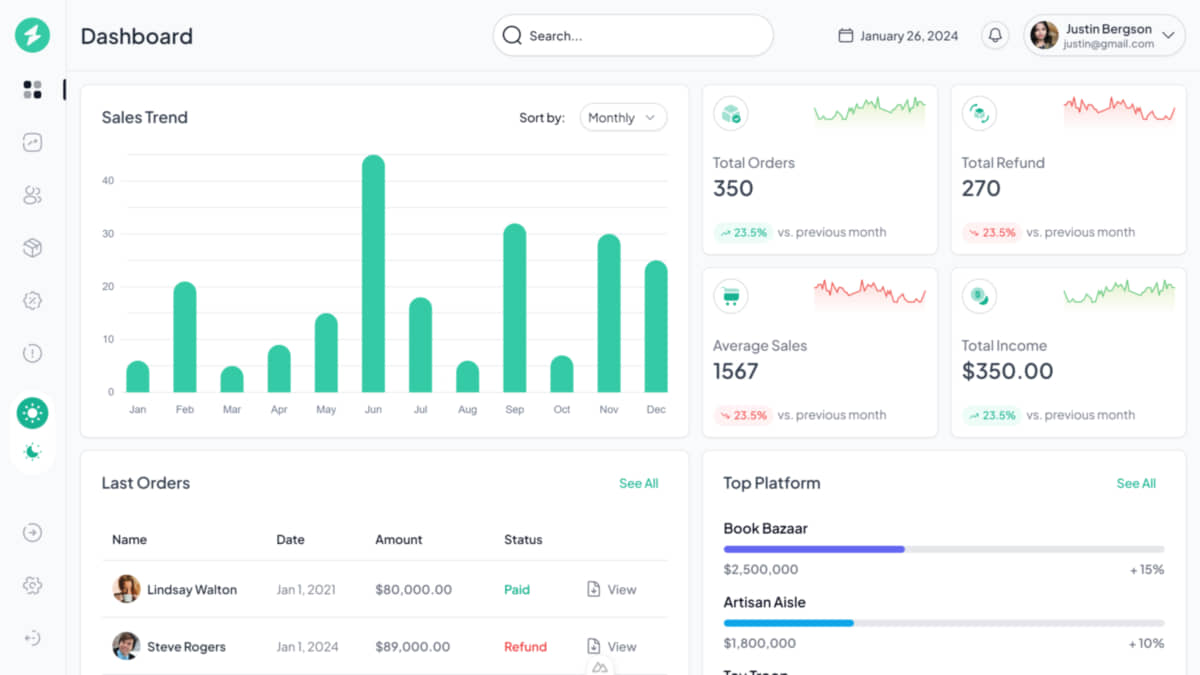 Dashboard
Search...
January 26, 2024
Justin Bergson
justin@gmail.com
Sales Trend
Sort by:
Monthly
40
30
20
10
0
Jan Feb Mar Apr May Jun Jul Aug Sep Oct Nov Dec
Total Orders
350
23.5% vs. previous month
Total Refund
270
23.5% vs. previous month
Average Sales
1567
23.5% vs. previous month
Total Income
$350.00
23.5% vs. previous month
Last Orders
See All
Name Date Amount Status
Lindsay Walton Jan 1, 2021 $80,000.00 Paid View
Steve Rogers Jan 1, 2024 $89,000.00 Refund View
Top Platform
See All
Book Bazaar
$2,500,000 +15%
Artisan Aisle
$1,800,000 +10%